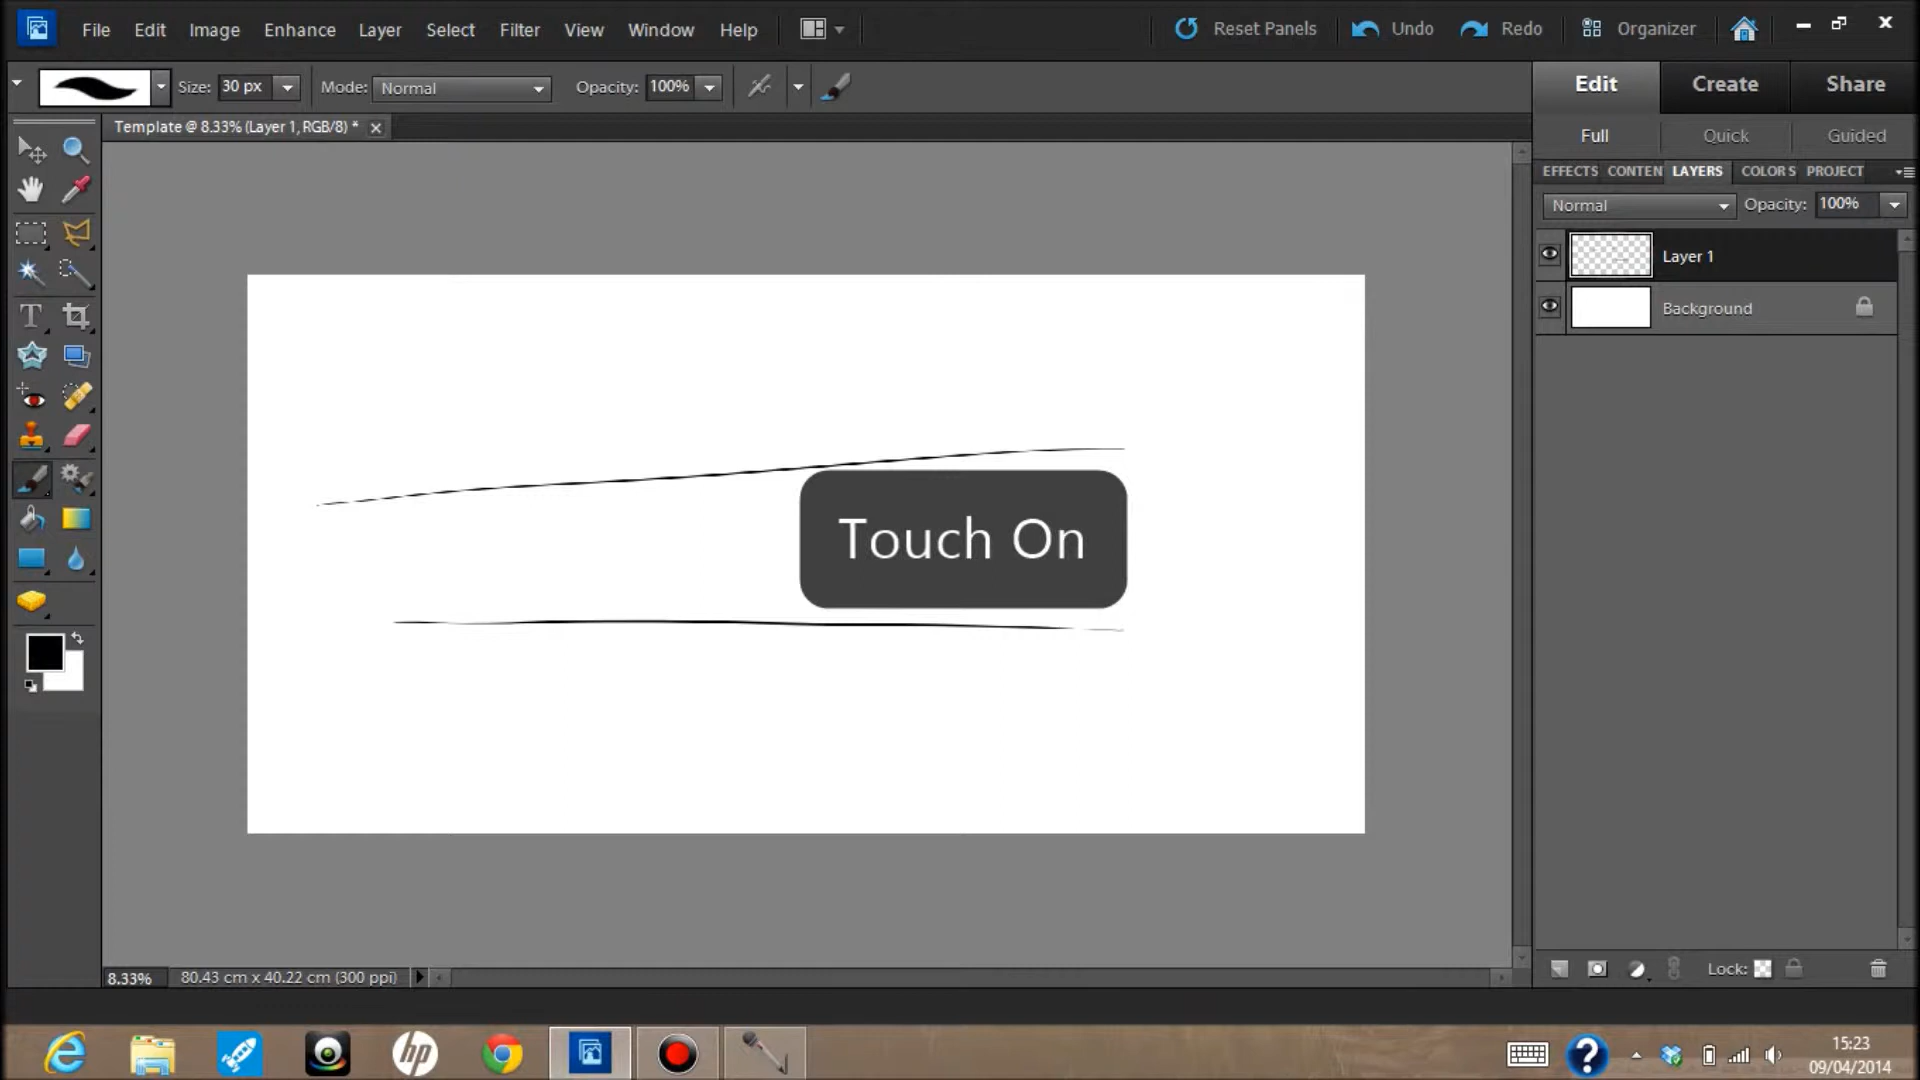 File Edit Image Enhance Layer Select Filter View Window Help Reset Panels Undo Redo Organizer
Size: 30 px Mode: Normal Opacity: 100%
Edit Create Share
Template @ 8.33% (Layer 1, RGB/8) *
Full Quick Guided
EFFECTS CONTEN LAYERS COLOR S PROJECT
Normal Opacity: 100%
Layer 1
Background
Touch On
8.33% 80.43 cm x 40.22 cm (300 ppi)
Lock:
hp
15:23
09/04/2014